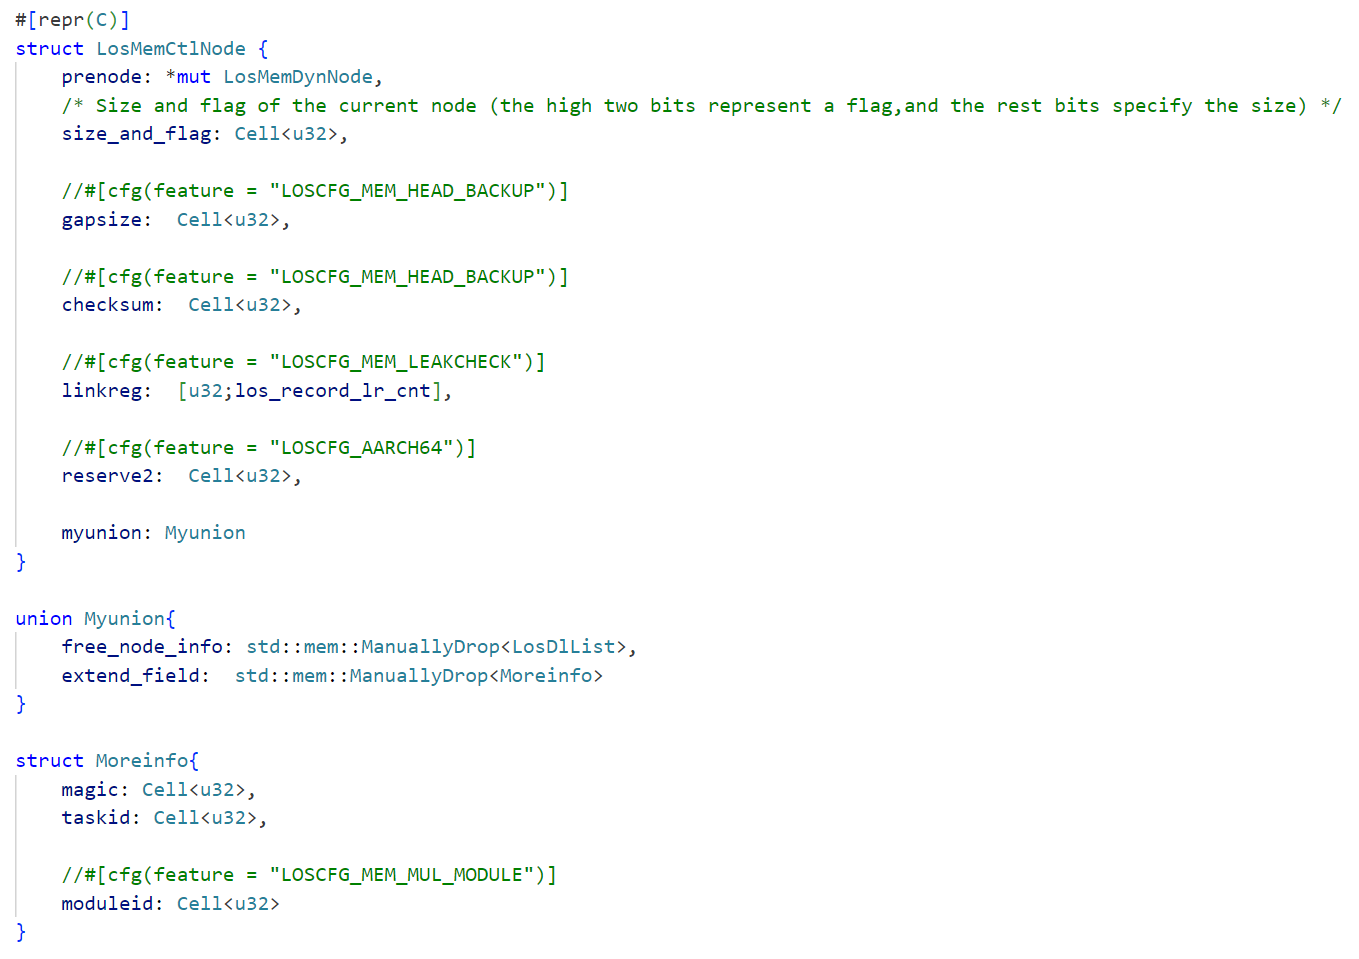 #[repr(C)]
struct LosMemCtlNode {
    prenode: *mut LosMemDynNode,
    /* Size and flag of the current node (the high two bits represent a flag,and the rest bits specify the size) */
    size_and_flag: Cell<u32>,

    //#[cfg(feature = "LOSCFG_MEM_HEAD_BACKUP")]
    gapsize:  Cell<u32>,

    //#[cfg(feature = "LOSCFG_MEM_HEAD_BACKUP")]
    checksum:  Cell<u32>,

    //#[cfg(feature = "LOSCFG_MEM_LEAKCHECK")]
    linkreg:  [u32;los_record_lr_cnt],

    //#[cfg(feature = "LOSCFG_AARCH64")]
    reserve2:  Cell<u32>,

    myunion: Myunion
}

union Myunion{
    free_node_info: std::mem::ManuallyDrop<LosDlList>,
    extend_field:  std::mem::ManuallyDrop<Moreinfo>
}

struct Moreinfo{
    magic: Cell<u32>,
    taskid: Cell<u32>,

    //#[cfg(feature = "LOSCFG_MEM_MUL_MODULE")]
    moduleid: Cell<u32>
}